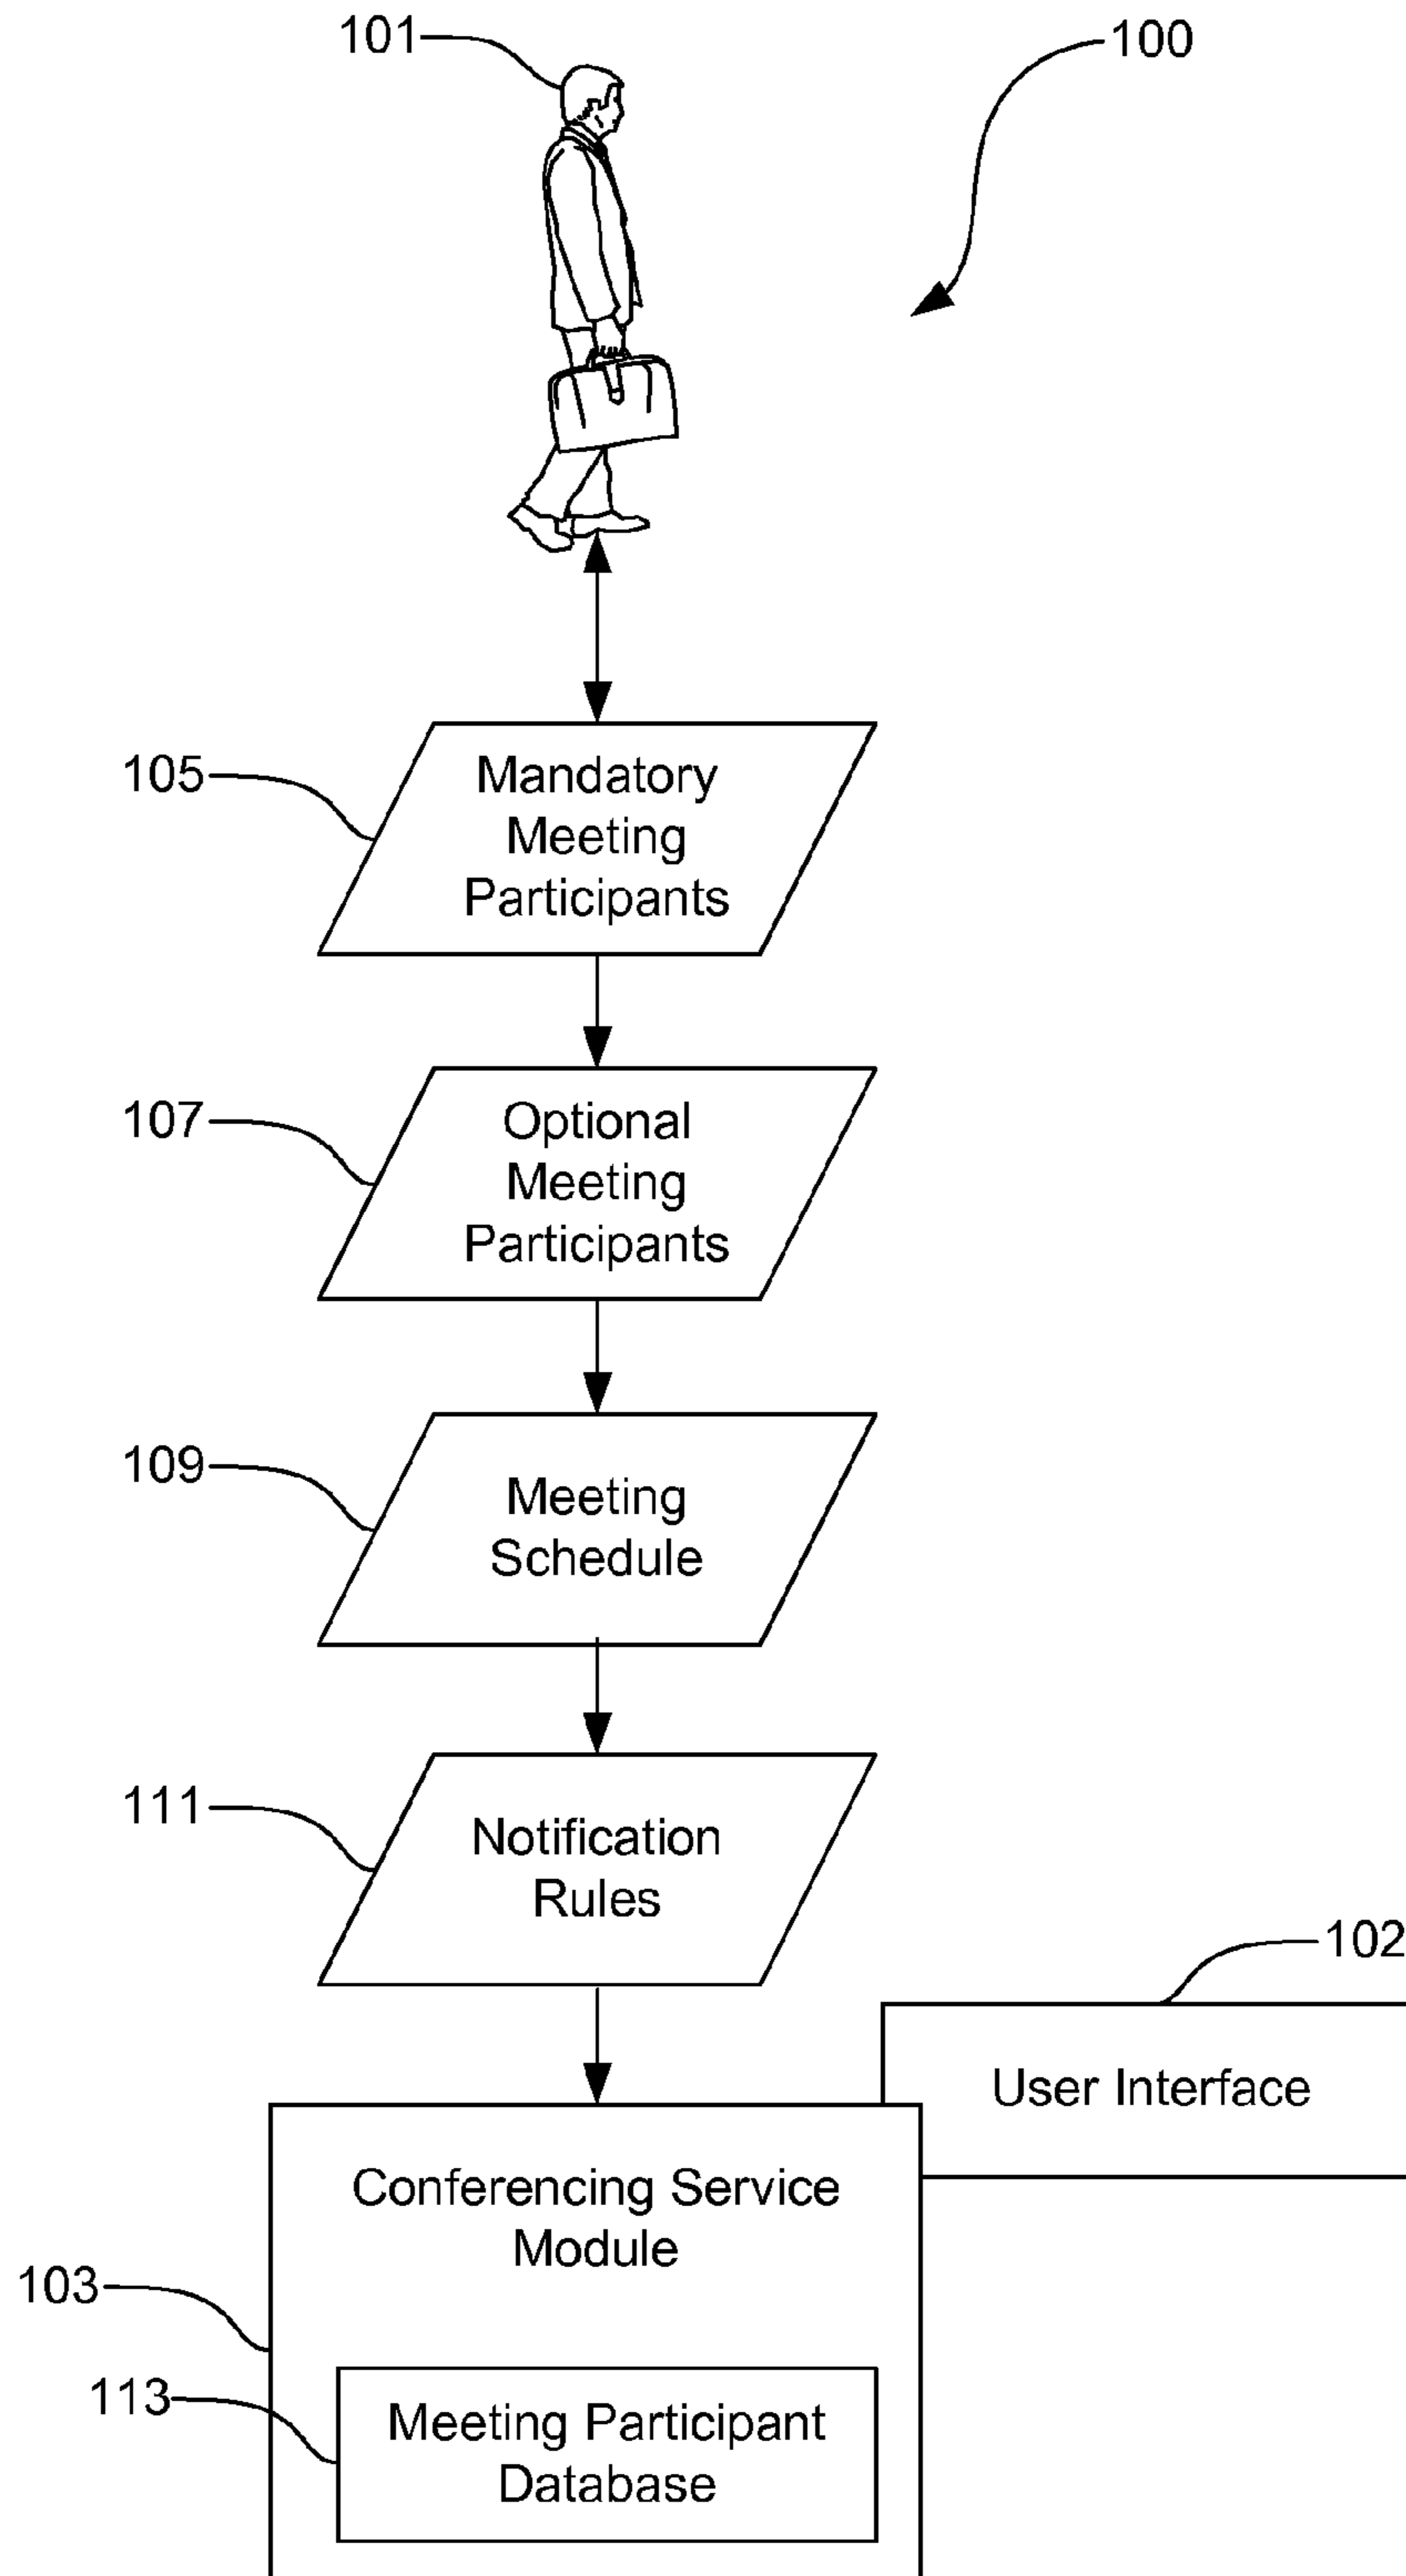 101
100
105
Mandatory
Meeting
Participants
107
Optional
Meeting
Participants
109
Meeting
Schedule
111
Notification
Rules
102
User Interface
Conferencing Service
Module
103
113
Meeting Participant
Database